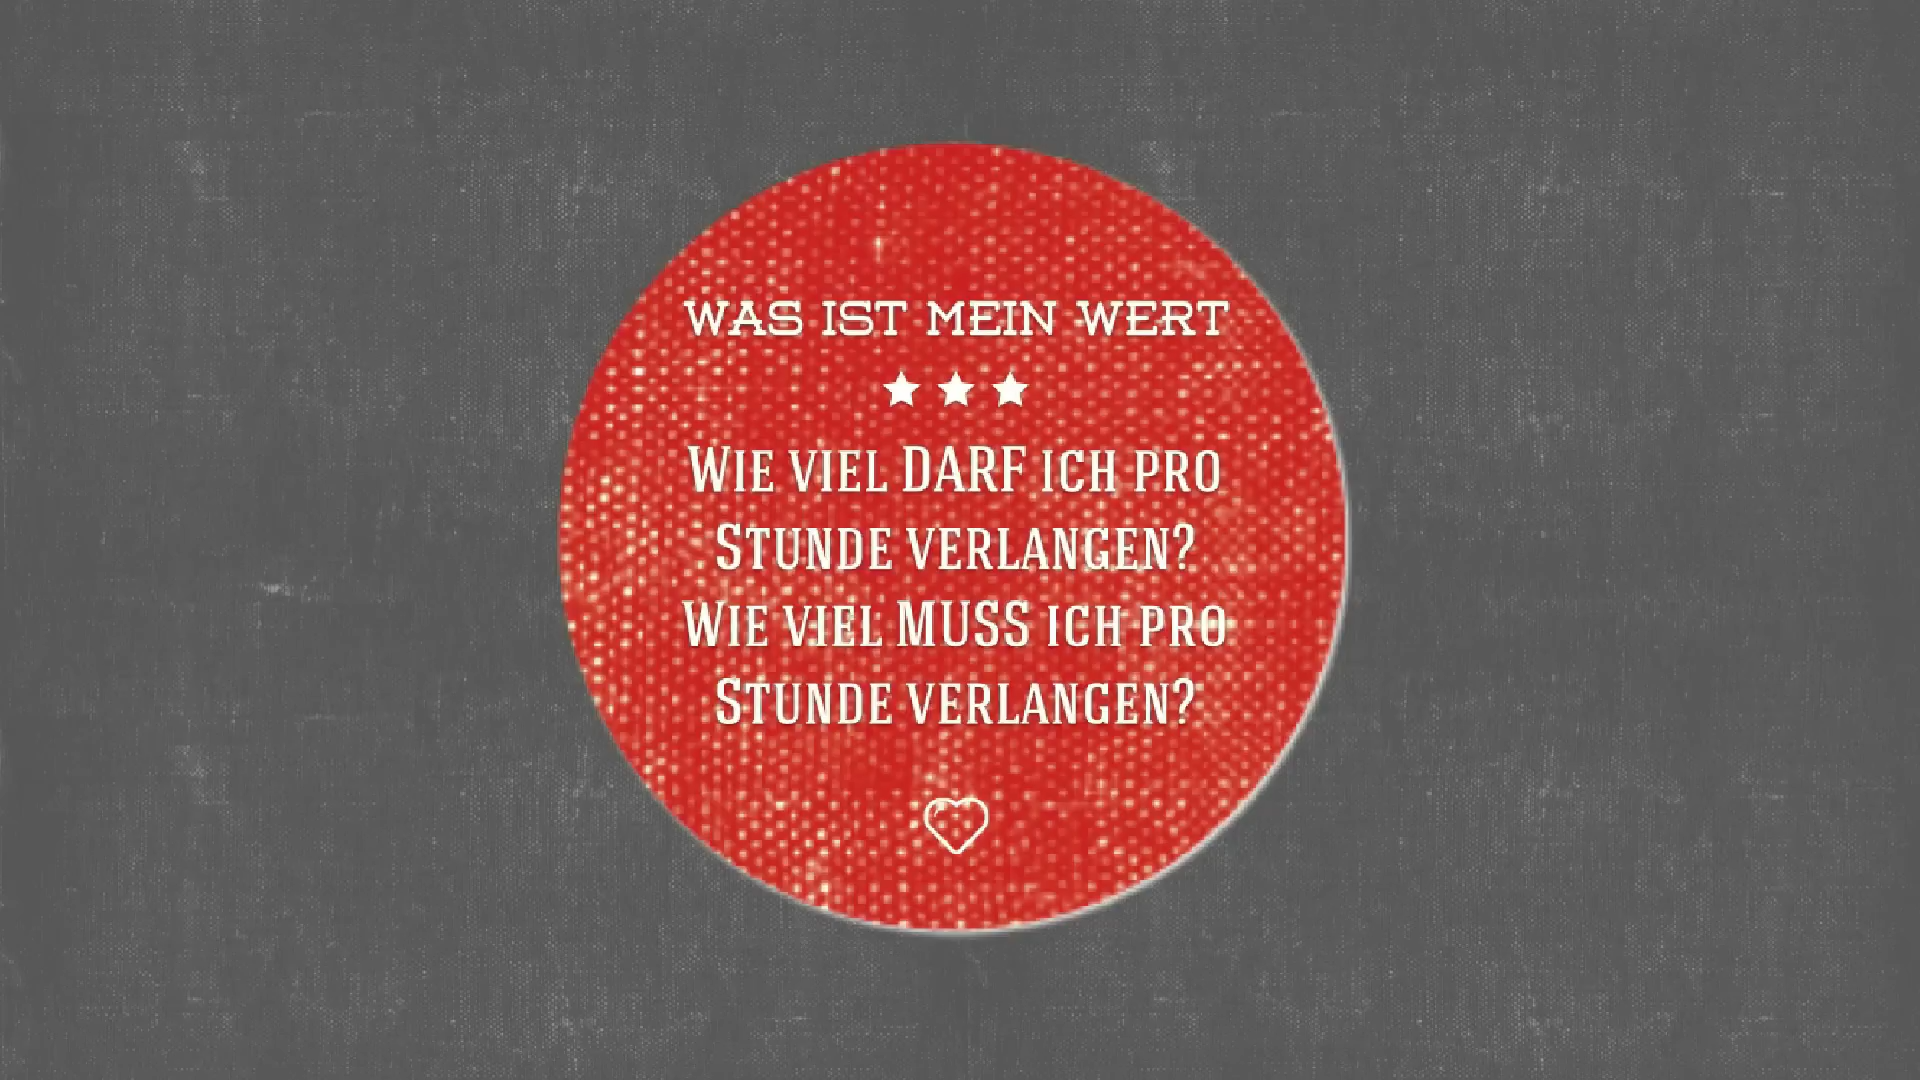 WAS IST MEIN WERT
WIE VIEL DARF ICH PRO
STUNDE VERLANGEN?
WIE VIEL MUSS ICH PRO
STUNDE VERLANGEN?